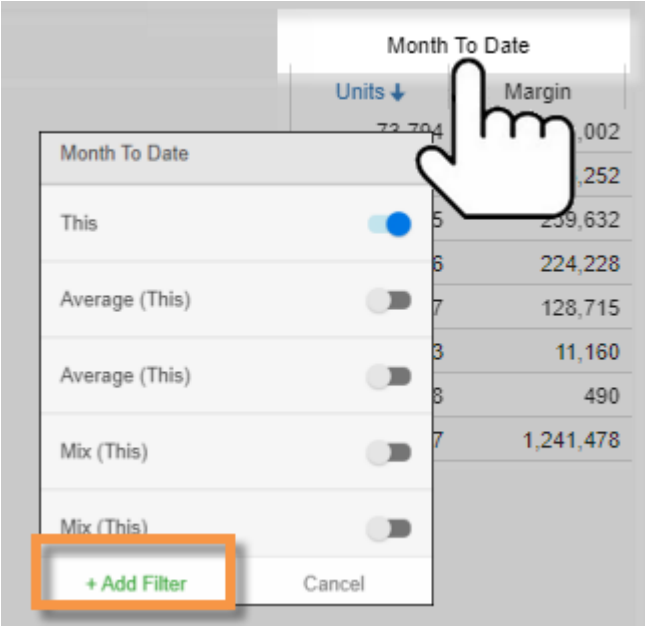 Month To Date
Units Margin
73,794 ,002
,252
5 239,632
6 224,228
7 128,715
3 11,160
8 490
7 1,241,478
Month To Date
This
Average (This)
Average (This)
Mix (This)
Mix (This)
+ Add Filter Cancel